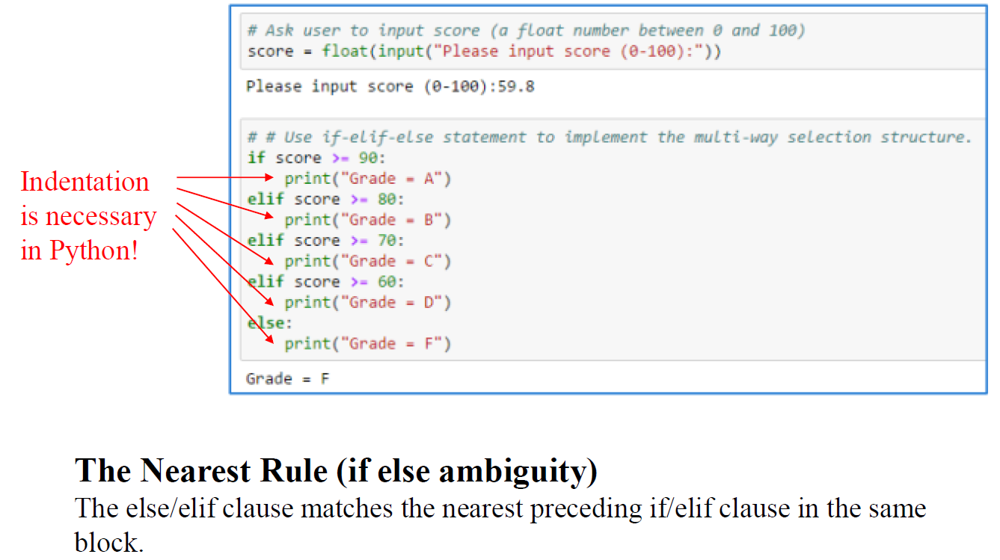 # Ask user to input score (a float number between 0 and 100)
score = float(input("Please input score (0-100):"))
Please input score (0-100):59.8
# # Use if-elif-else statement to implement the multi-way selection structure.
if score >= 90:
    print("Grade = A")
elif score >= 80:
    print("Grade = B")
elif score >= 70:
    print("Grade = C")
elif score >= 60:
    print("Grade = D")
else:
    print("Grade = F")
Grade = F
Indentation
is necessary
in Python!
The Nearest Rule (if else ambiguity)
The else/elif clause matches the nearest preceding if/elif clause in the same
block.